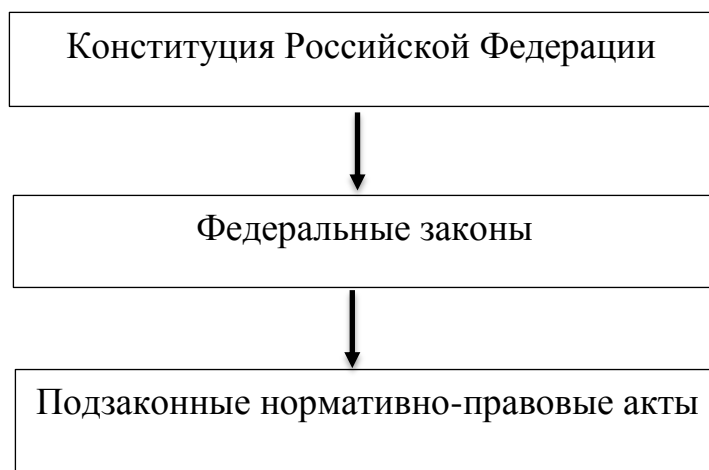 Конституция Российской Федерации
Федеральные законы
Подзаконные нормативно-правовые акты